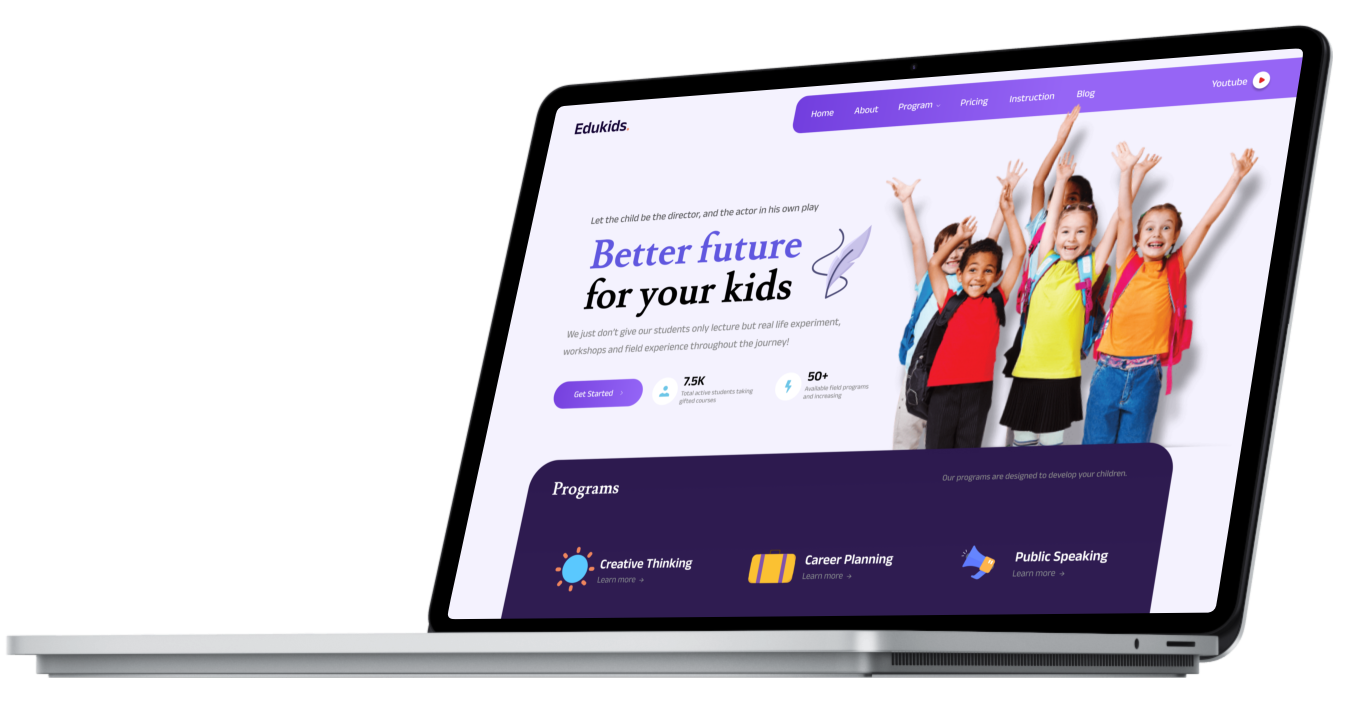 Edukids.
Home About Program Pricing Instruction Blog
Youtube
Let the child be the director, and the actor in his own play
Better future
for your kids
We just don't give our students only lecture but real life experiment,
workshops and field experience throughout the journey!
Get Started
7.5K
Total active students taking
gifted courses
50+
Available field programs
and increasing
Programs
Our programs are designed to develop your children.
Creative Thinking
Learn more →
Career Planning
Learn more →
Public Speaking
Learn more →